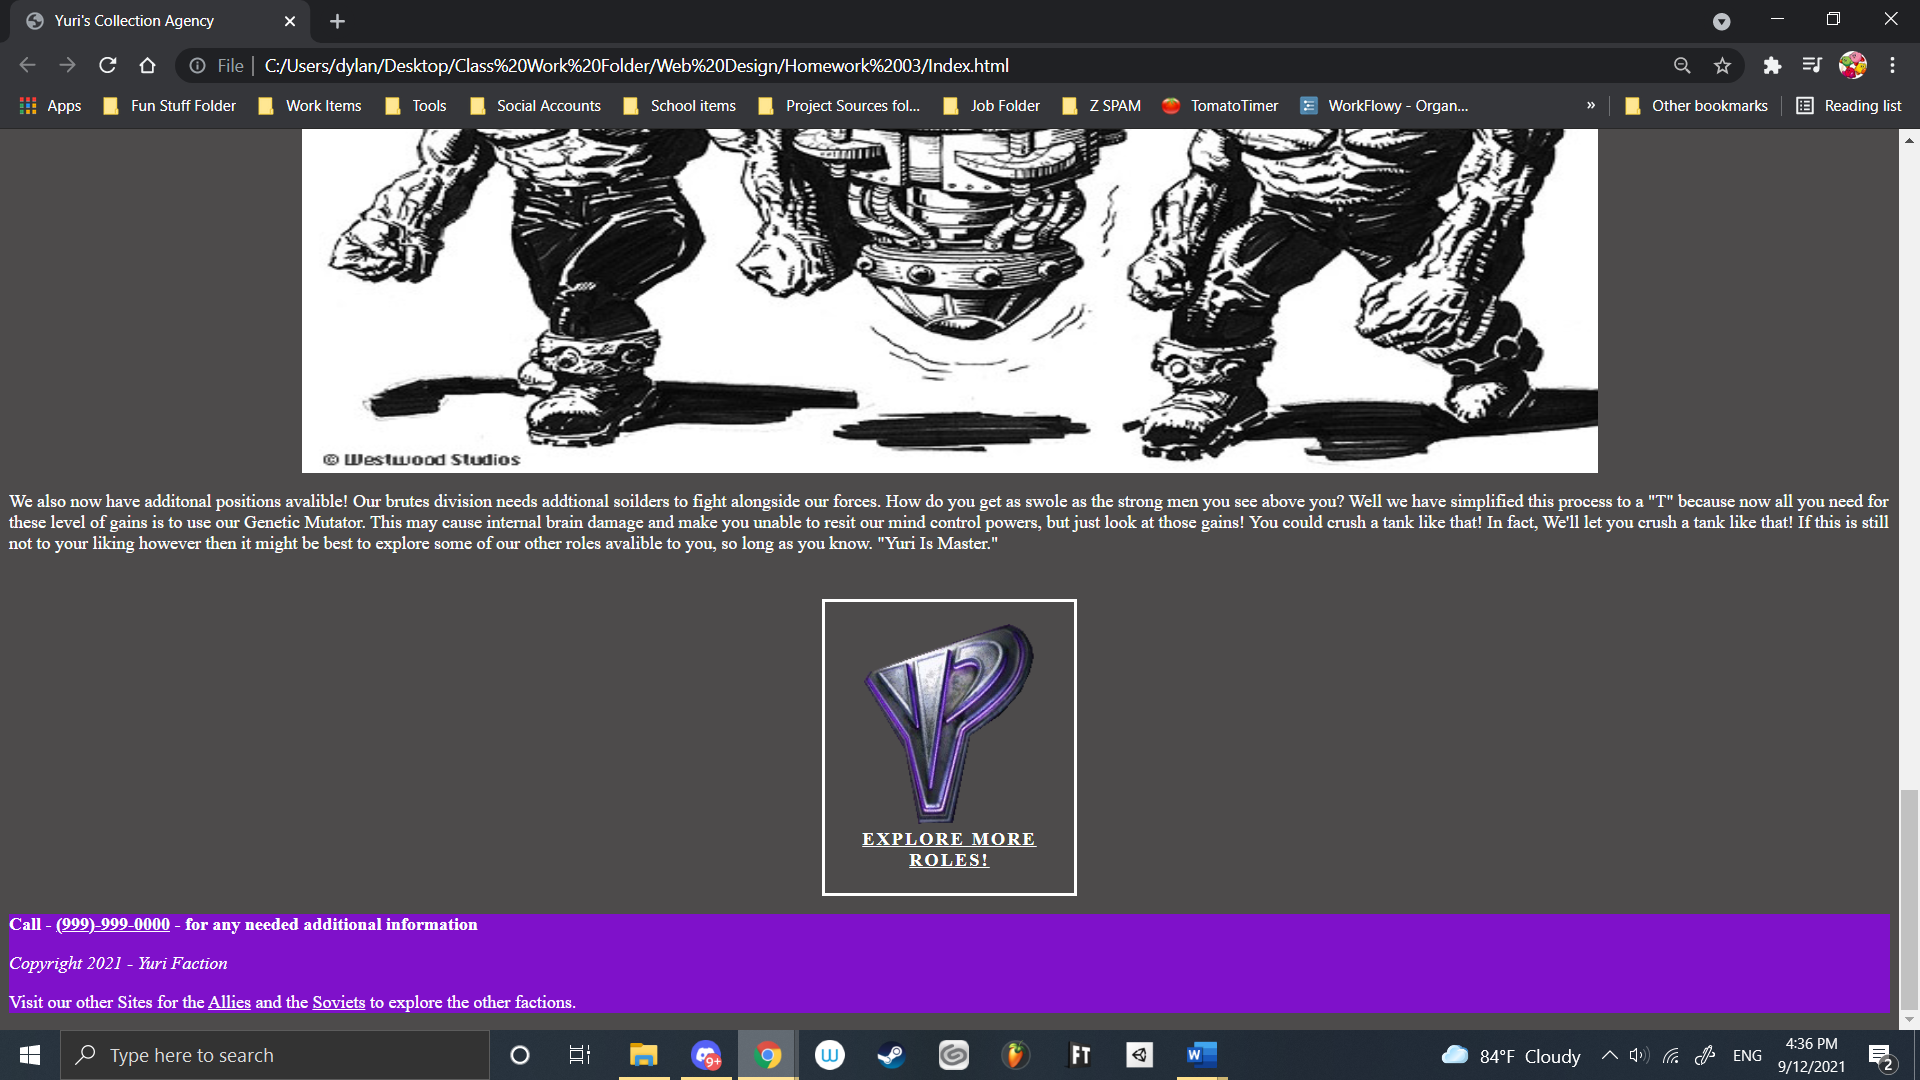 Yuri's Collection Agency
File
C:/Users/dylan/Desktop/Class%20Work%20Folder/Web%20Design/Homework%2003/Index.html
Apps Fun Stuff Folder Work Items Tools Social Accounts School items Project Sources fol... Job Folder Z SPAM TomatoTimer WorkFlowy - Organ... » Other bookmarks Reading list
© Westwood Studios
We also now have additonal positions avalible! Our brutes division needs addtional soilders to fight alongside our forces. How do you get as swole as the strong men you see above you? Well we have simplified this process to a "T" because now all you need for
these level of gains is to use our Genetic Mutator. This may cause internal brain damage and make you unable to resit our mind control powers, but just look at those gains! You could crush a tank like that! In fact, We'll let you crush a tank like that! If this is still
not to your liking however then it might be best to explore some of our other roles avalible to you, so long as you know. "Yuri Is Master."
EXPLORE MORE
ROLES!
Call - (999)-999-0000 - for any needed additional information
Copyright 2021 - Yuri Faction
Visit our other Sites for the Allies and the Soviets to explore the other factions.
Type here to search
9+
W
FT
W
84°F Cloudy
ENG
4:36 PM
9/12/2021
2